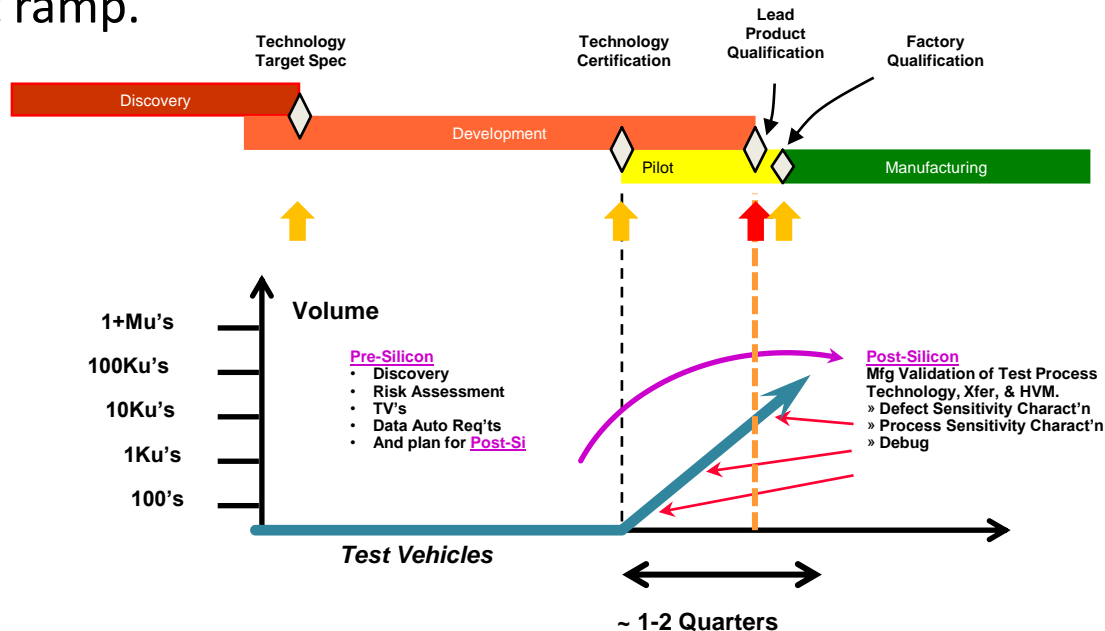 ramp.
Technology
Target Spec
Technology
Certification
Lead
Product
Qualification
Factory
Qualification
Discovery
Development
Pilot
Manufacturing
Volume
1+Mu’s
100Ku’s
10Ku’s
1Ku’s
100’s
Pre-Silicon
• Discovery
• Risk Assessment
• TV’s
• Data Auto Req’ts
• And plan for Post-Si
Post-Silicon
Mfg Validation of Test Process
Technology, Xfer, & HVM.
» Defect Sensitivity Charact’n
» Process Sensitivity Charact’n
» Debug
Test Vehicles
~ 1-2 Quarters